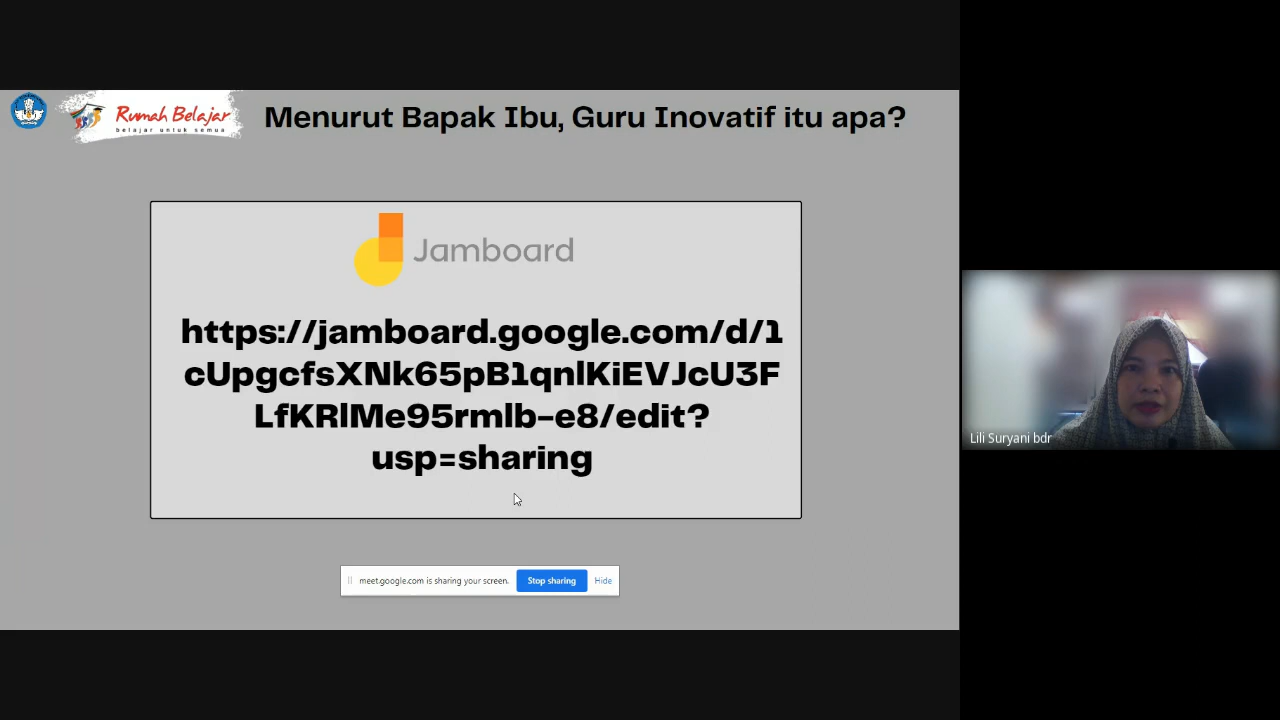 Rumah Belajar
belajar untuk semua
Menurut Bapak Ibu, Guru Inovatif itu apa?
Jamboard
https://jamboard.google.com/d/1
cUpgcfsXNk65pB1qnlKiEVJcU3F
LfKRlMe95rmlb-e8/edit?
usp=sharing
meet.google.com is sharing your screen.
Stop sharing
Hide
Lili Suryani bdr